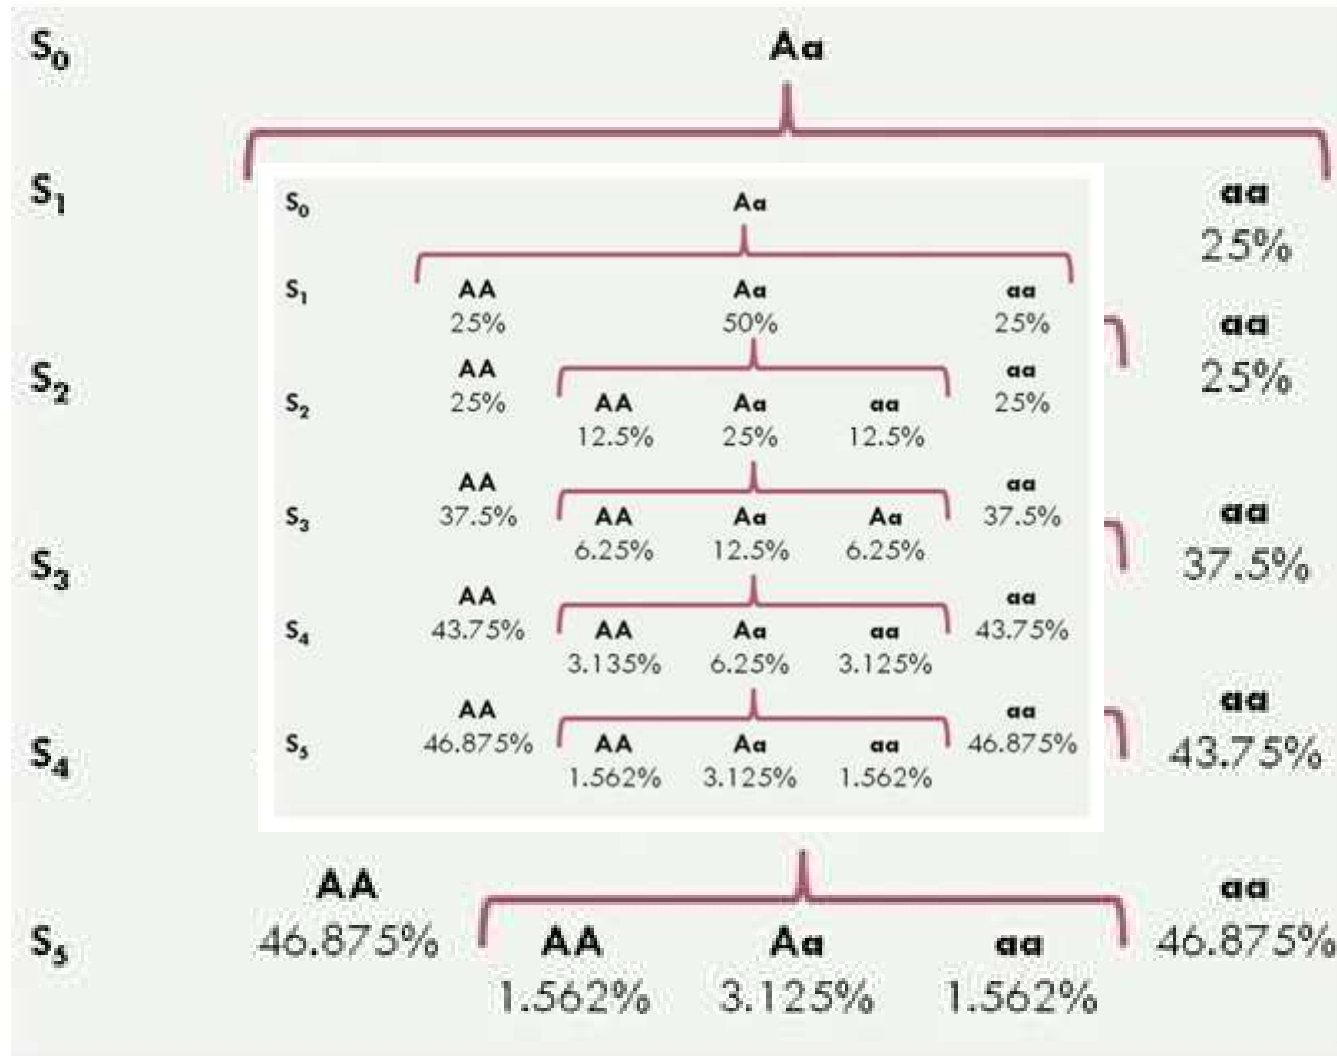 S₀ Aa
S₁ aa
25%
S₀ Aa
S₁ AA Aa aa
25% 50% 25%
AA aa
S₂ 25% AA Aa aa 25%
12.5% 25% 12.5%
AA aa
S₃ 37.5% AA Aa Aa 37.5%
6.25% 12.5% 6.25%
AA aa
S₄ 43.75% AA Aa aa 43.75%
3.135% 6.25% 3.125%
AA aa
S₅ 46.875% AA Aa aa 46.875%
1.562% 3.125% 1.562%
aa
S₂ 25%
aa
S₃ 37.5%
aa
S₄ 43.75%
AA aa
S₅ 46.875% AA Aa aa 46.875%
1.562% 3.125% 1.562%